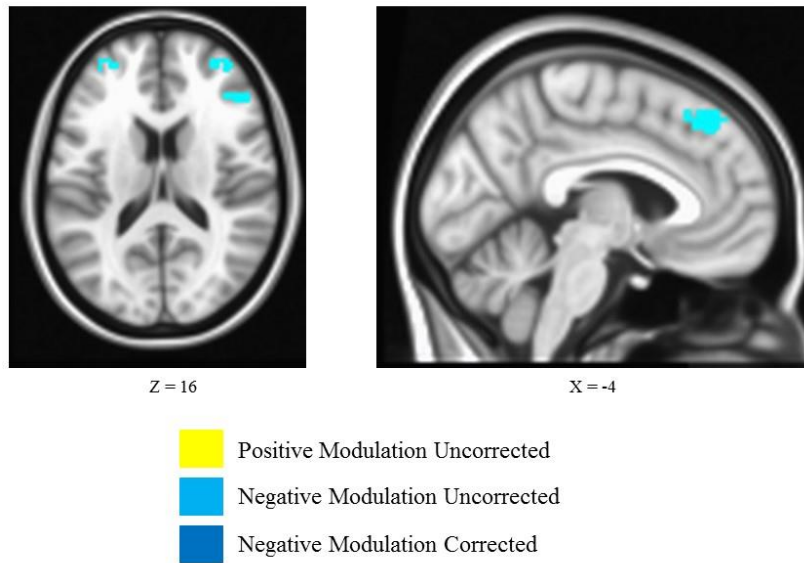 Z = 16
X = -4
Positive Modulation Uncorrected
Negative Modulation Uncorrected
Negative Modulation Corrected